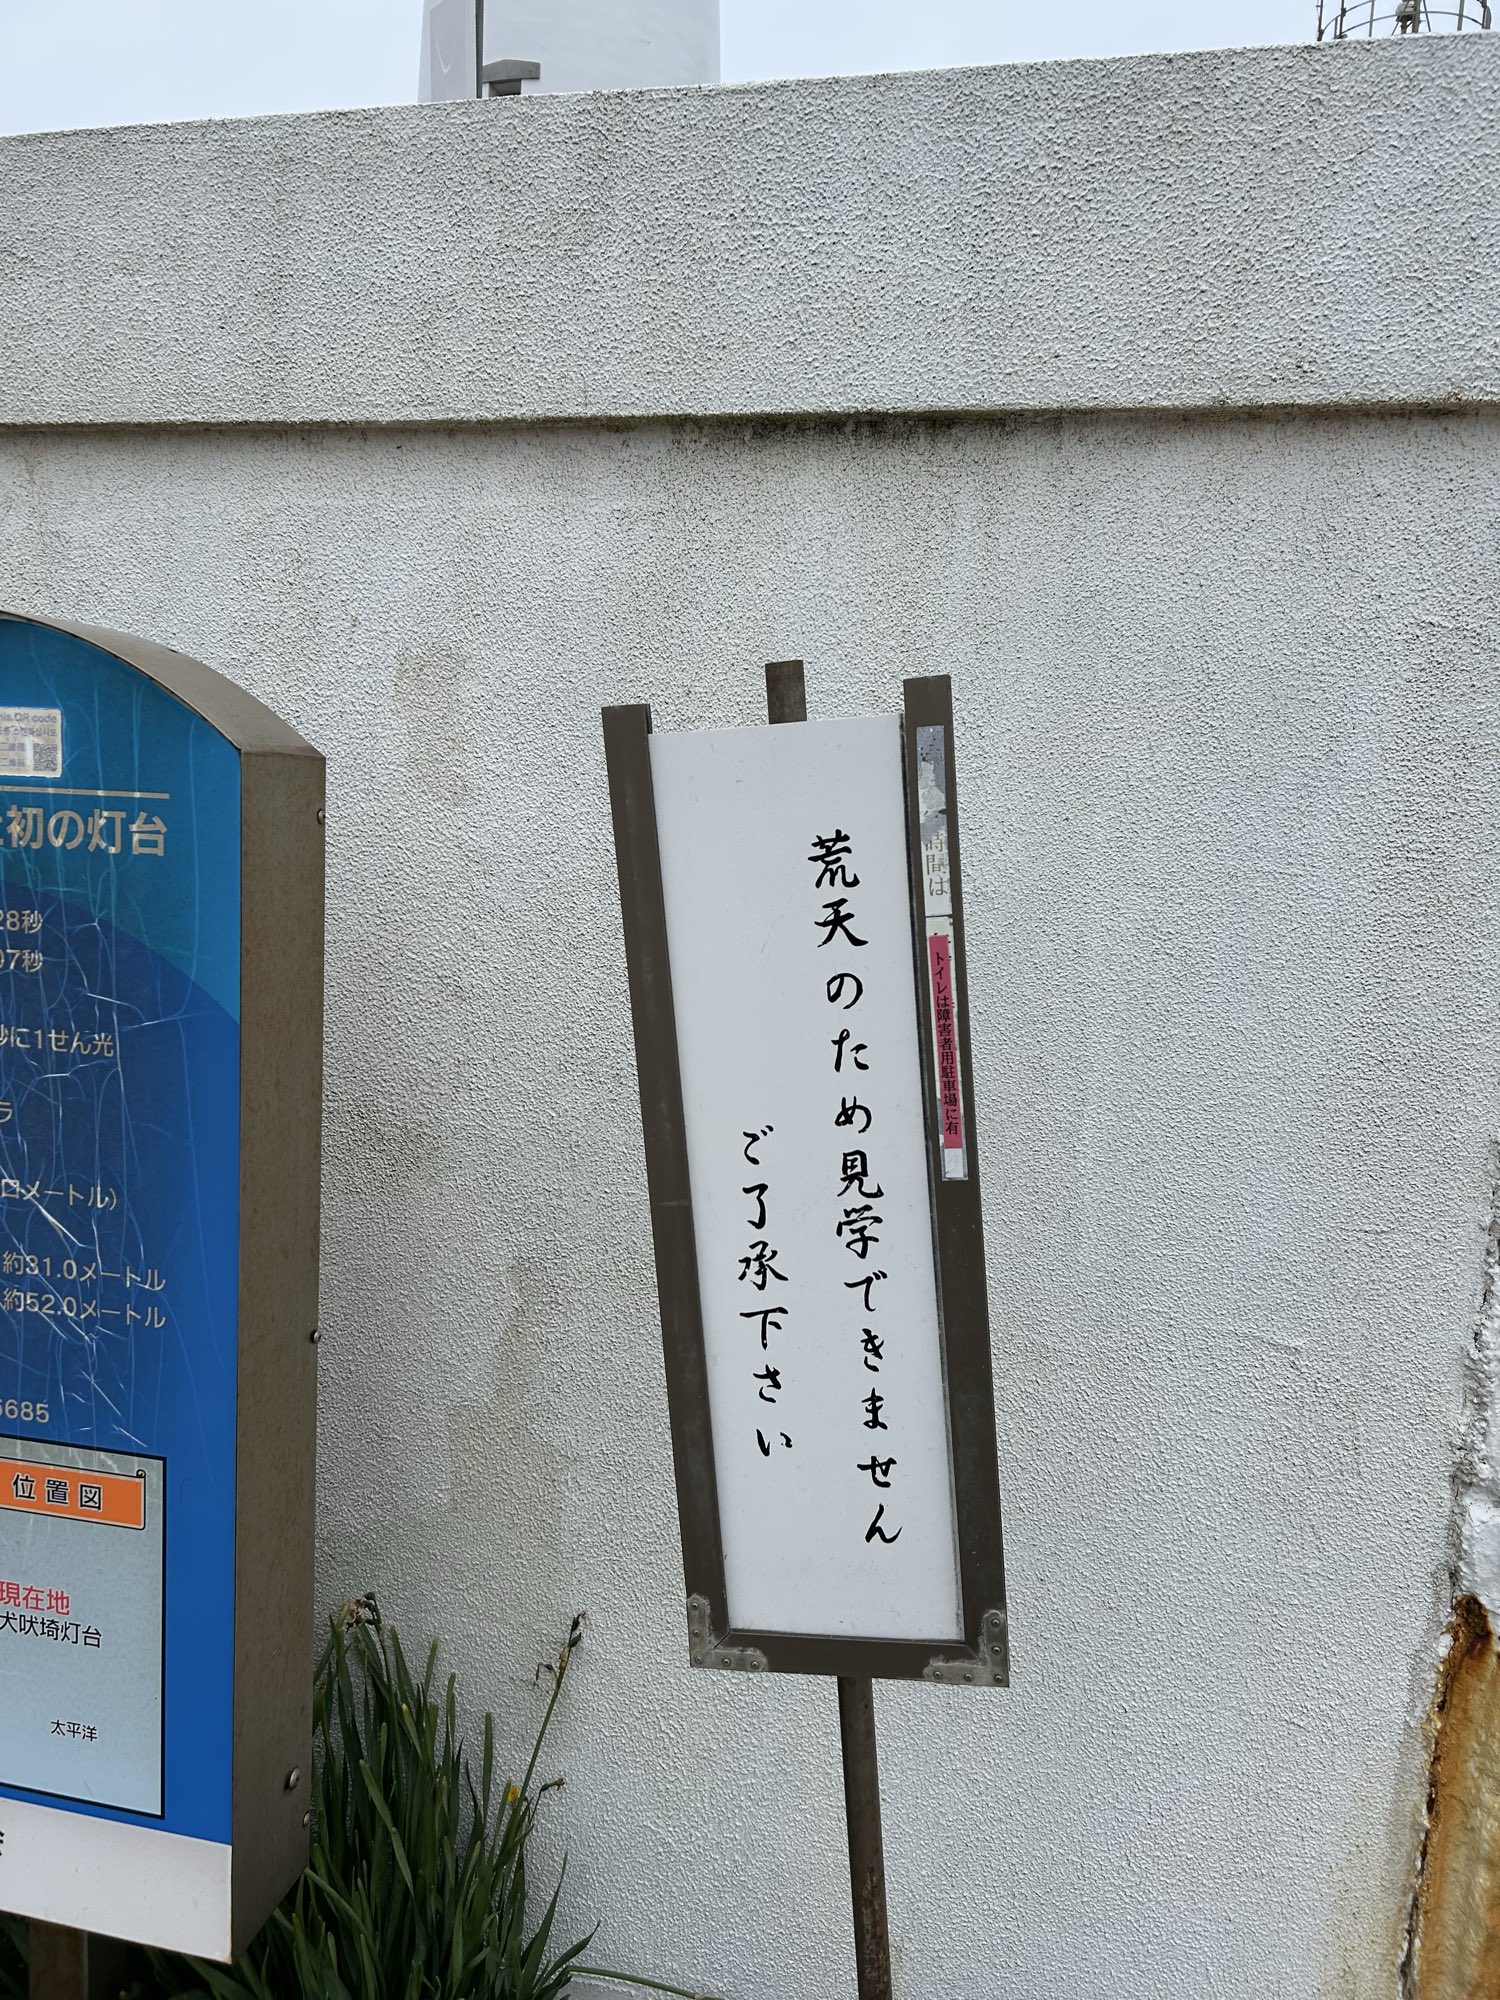 荒天のため見学できません
ご了承下さい
時間は
トイレは障害者用駐車場に有
QR code
初の灯台
28秒
07秒
秒に1せん光
メートル）
約31.0メートル
約52.0メートル
5685
位置図
現在地
犬吠埼灯台
太平洋